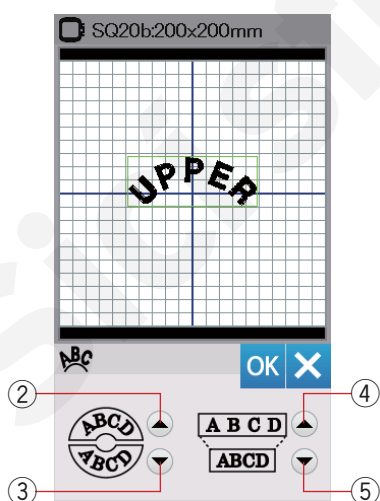 SQ20b:200x200mm
UPPER
ABC
OK
② ④
ABCD A B C D
ABCD ABCD
③ ⑤